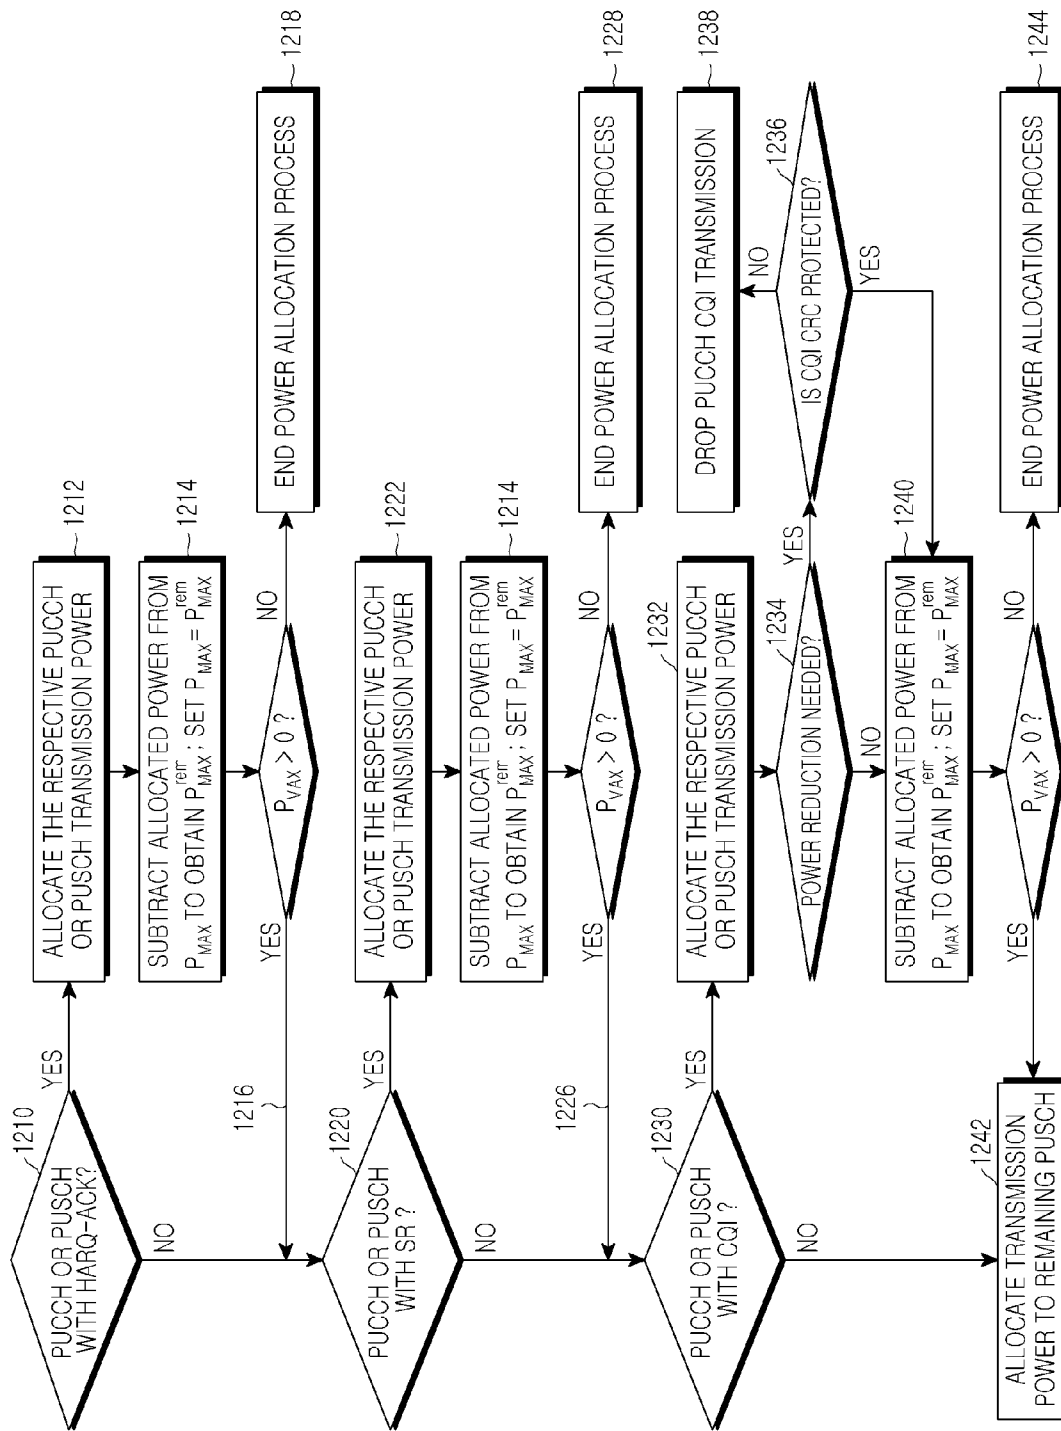 1210
PUCCH OR PUSCH
WITH HARQ-ACK?
YES
NO
1212
ALLOCATE THE RESPECTIVE PUCCH
OR PUSCH TRANSMISSION POWER
1214
SUBTRACT ALLOCATED POWER FROM
P_MAX TO OBTAIN P_MAX^rem; SET P_MAX = P_MAX^rem
P_VAX > 0 ?
YES
NO
1216
1218
END POWER ALLOCATION PROCESS
1220
PUCCH OR PUSCH
WITH SR ?
YES
NO
1222
ALLOCATE THE RESPECTIVE PUCCH
OR PUSCH TRANSMISSION POWER
1214
SUBTRACT ALLOCATED POWER FROM
P_MAX TO OBTAIN P_MAX^rem; SET P_MAX = P_MAX^rem
P_VAX > 0 ?
YES
NO
1226
1228
END POWER ALLOCATION PROCESS
1230
PUCCH OR PUSCH
WITH CQI ?
YES
NO
1232
ALLOCATE THE RESPECTIVE PUCCH
OR PUSCH TRANSMISSION POWER
1234
POWER REDUCTION NEEDED?
YES
NO
1236
IS CQI CRC PROTECTED?
NO
YES
1238
DROP PUCCH CQI TRANSMISSION
1240
SUBTRACT ALLOCATED POWER FROM
P_MAX TO OBTAIN P_MAX^rem; SET P_MAX = P_MAX^rem
P_VAX > 0 ?
YES
NO
1242
ALLOCATE TRANSMISSION
POWER TO REMAINING PUSCH
1244
END POWER ALLOCATION PROCESS